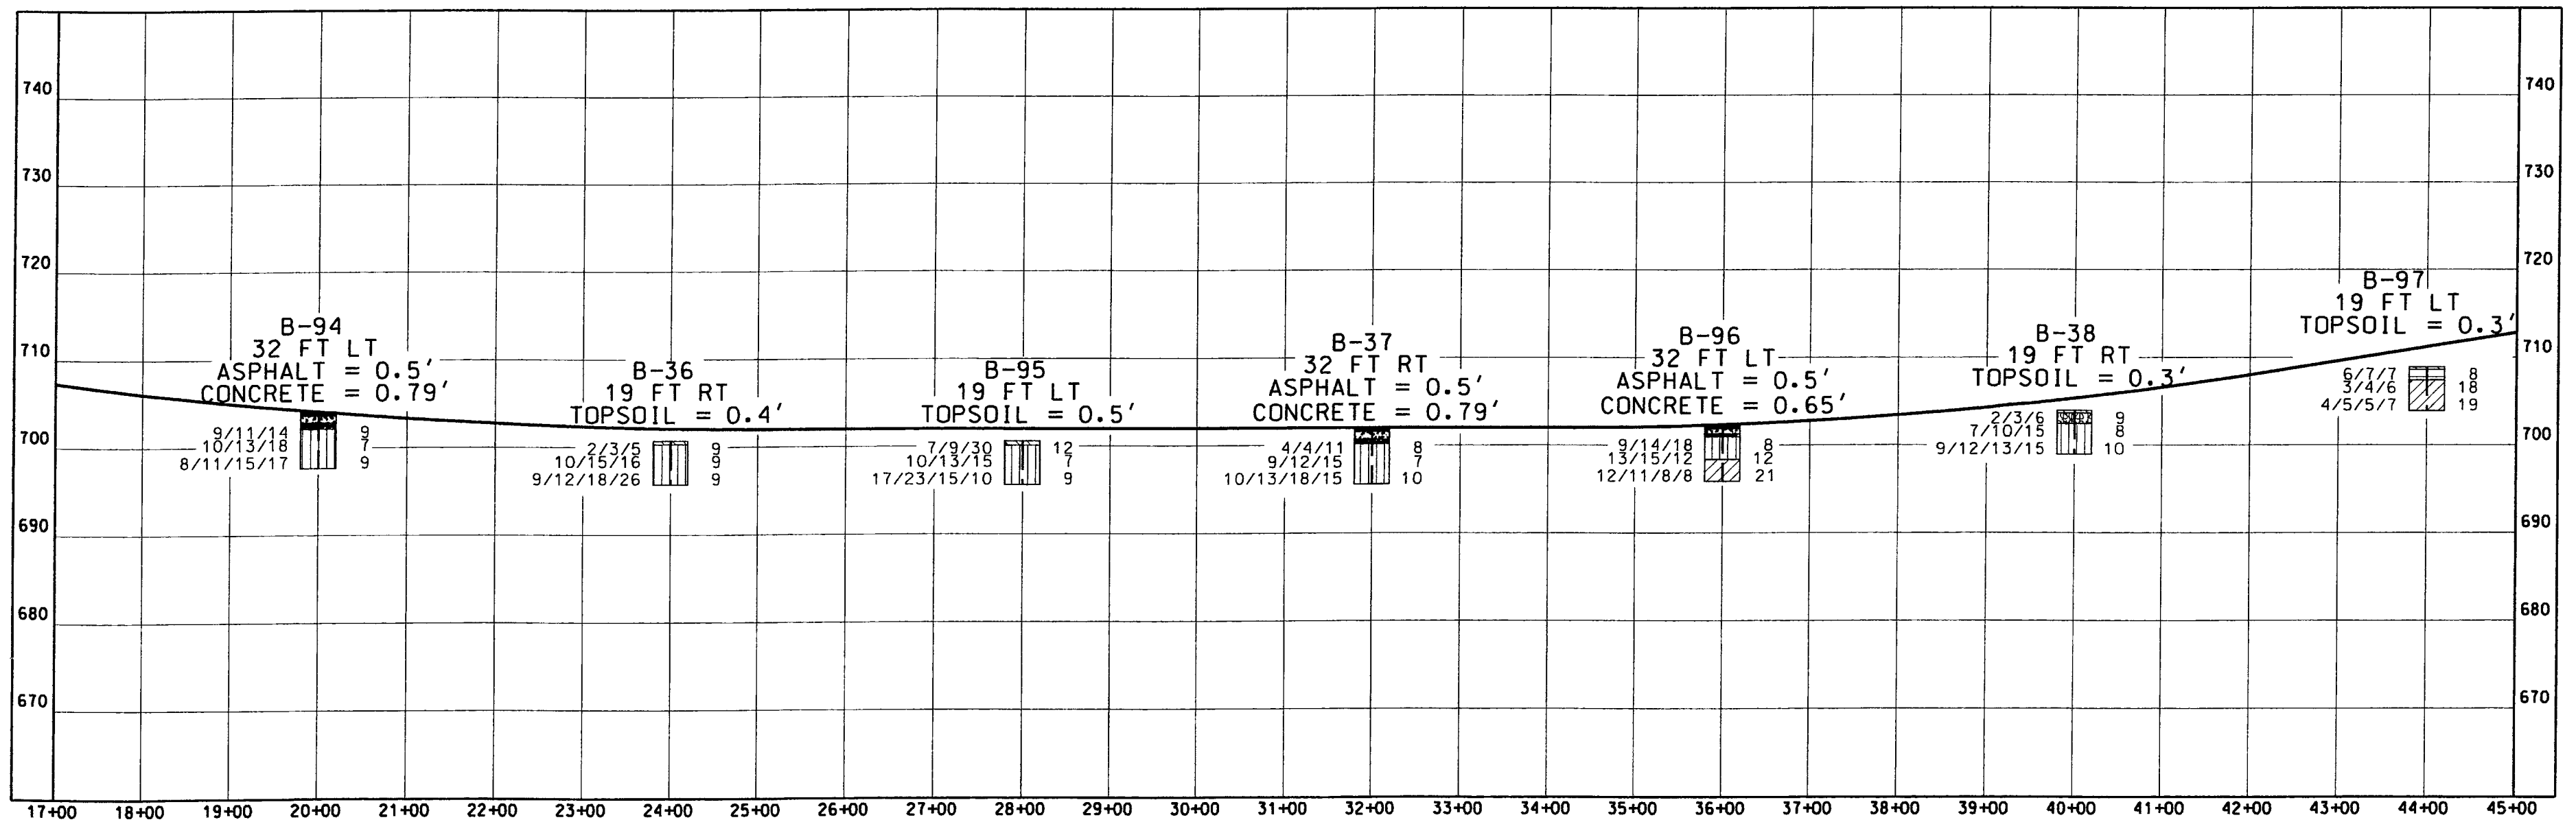 740
730
720
710
700
690
680
670
B-94
32 FT LT
ASPHALT = 0.5'
CONCRETE = 0.79'
9/11/14 9
10/13/18 7
8/11/15/17 9
B-36
19 FT RT
TOPSOIL = 0.4'
2/3/5 9
10/15/16 9
9/12/18/26 9
B-95
19 FT LT
TOPSOIL = 0.5'
7/9/30 12
10/13/15 7
17/23/15/10 9
B-37
32 FT RT
ASPHALT = 0.5'
CONCRETE = 0.79'
4/4/11 8
9/12/15 7
10/13/18/15 10
B-96
32 FT LT
ASPHALT = 0.5'
CONCRETE = 0.65'
9/14/18 8
13/15/12 12
12/11/8/8 21
B-38
19 FT RT
TOPSOIL = 0.3'
2/3/6 9
7/10/15 8
9/12/13/15 10
B-97
19 FT LT
TOPSOIL = 0.3'
6/7/7 8
3/4/6 18
4/5/5/7 19
740
730
720
710
700
690
680
670
17+00 18+00 19+00 20+00 21+00 22+00 23+00 24+00 25+00 26+00 27+00 28+00 29+00 30+00 31+00 32+00 33+00 34+00 35+00 36+00 37+00 38+00 39+00 40+00 41+00 42+00 43+00 44+00 45+00